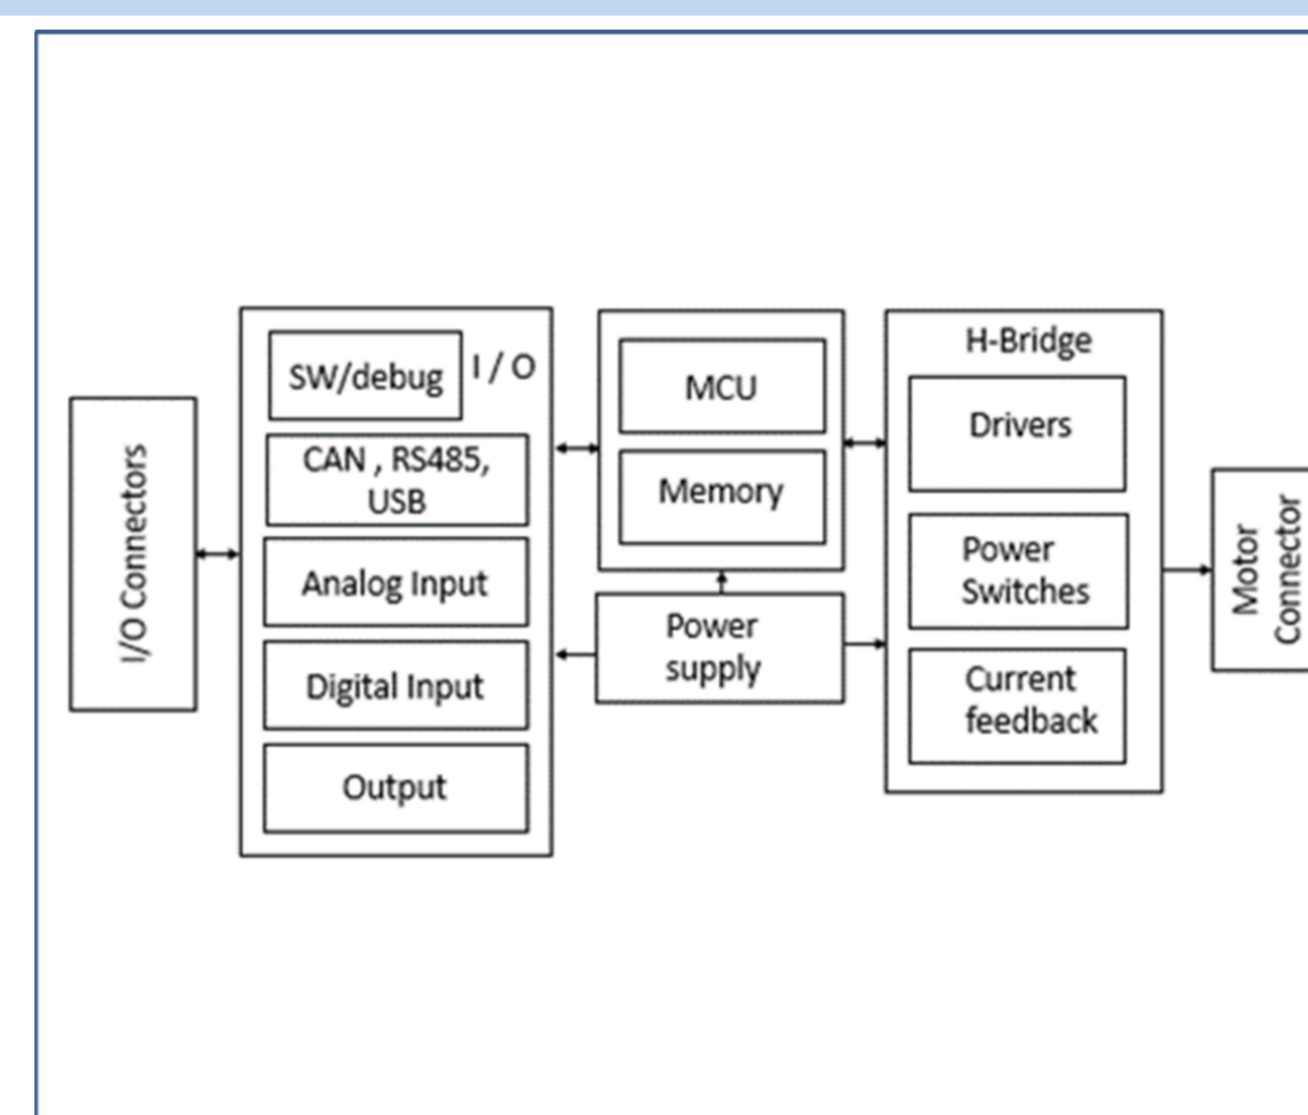 I/O Connectors
SW/debug
I / O
CAN , RS485,
USB
Analog Input
Digital Input
Output
MCU
Memory
Power
supply
H-Bridge
Drivers
Power
Switches
Current
feedback
Motor
Connector